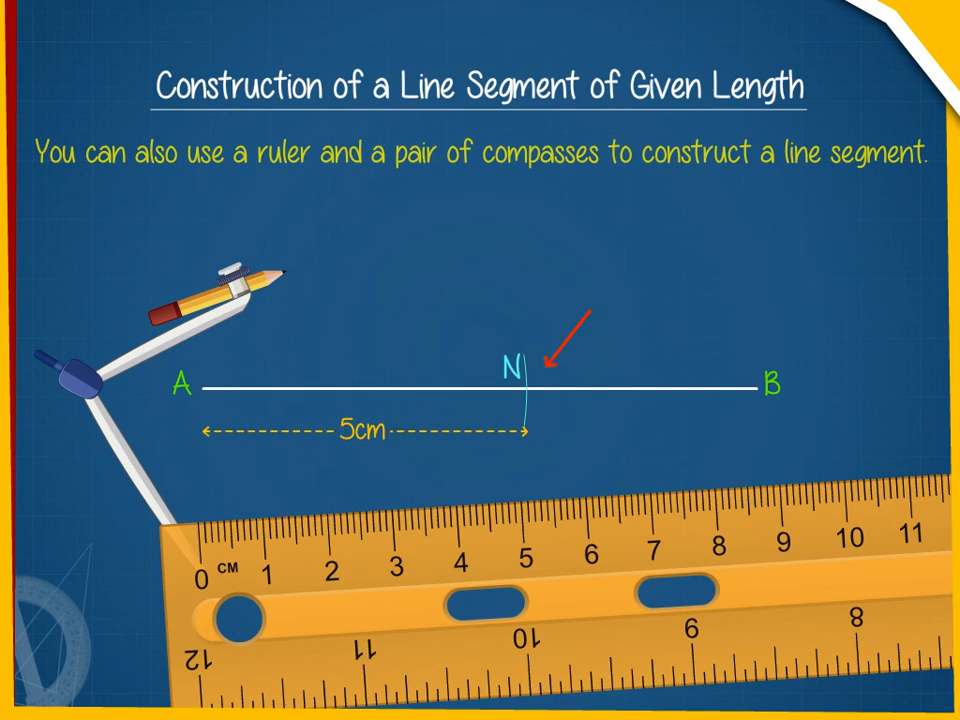 Construction of a Line Segment of Given Length
You can also use a ruler and a pair of compasses to construct a line segment.
N
A B
5cm
0 CM 1 2 3 4 5 6 7 8 9 10 11
12 11 10 9 8